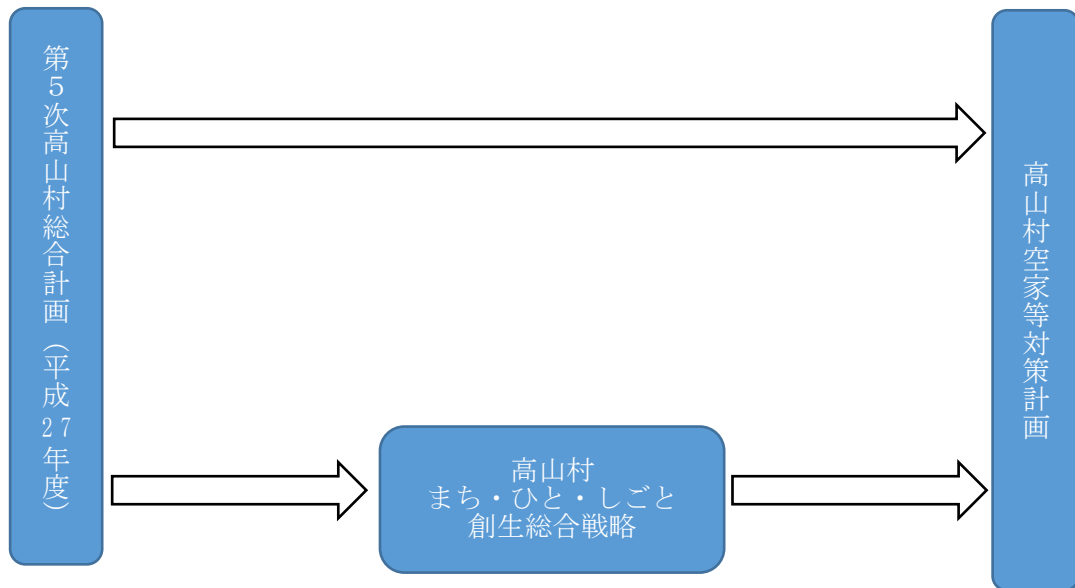 第５次高山村総合計画（平成２７年度）
高山村
まち・ひと・しごと
創生総合戦略
高山村空家等対策計画